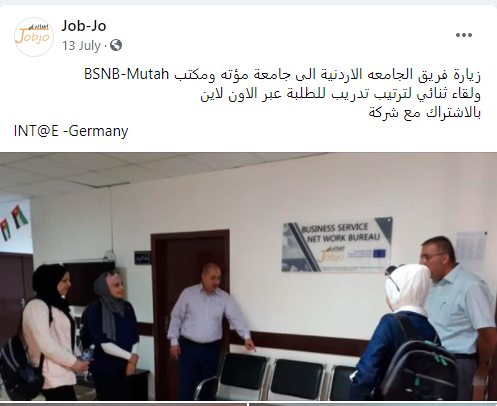 Job-Jo
13 July ·
زيارة فريق الجامعه الاردنية الى جامعة مؤته ومكتب BSNB-Mutah
ولقاء ثنائي لترتيب تدريب للطلبة عبر الاون لاين
بالاشتراك مع شركة
INT@E -Germany
BUSINESS SERVICE
NET WORK BUREAU
Jobjo